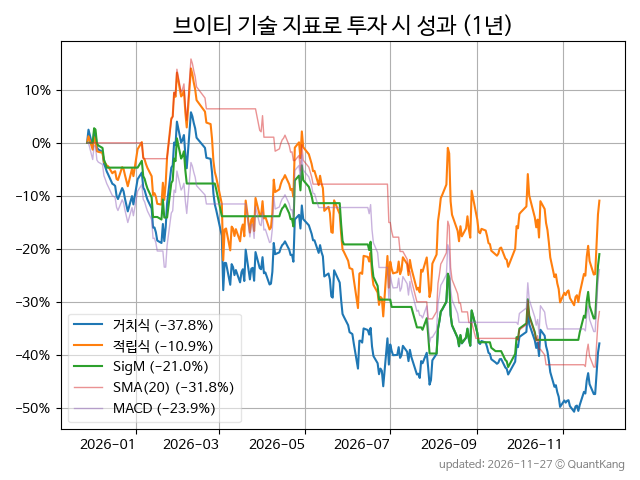 브이티 기술 지표로 투자 시 성과 (1년)
10%
0%
−10%
−20%
−30%
−40%
−50%
거치식 (−37.8%)
적립식 (−10.9%)
SigM (−21.0%)
SMA(20) (−31.8%)
MACD (−23.9%)
2026-01
2026-03
2026-05
2026-07
2026-09
2026-11
updated: 2026-11-27 © QuantKang